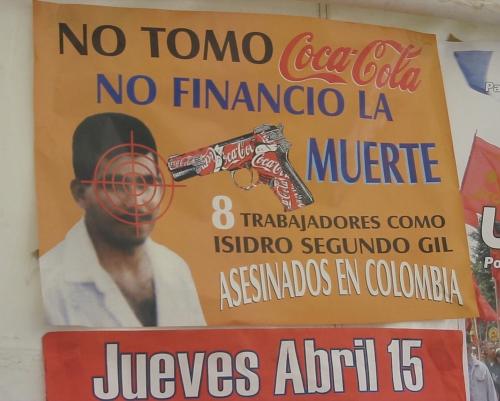 NO TOMO Coca-Cola
NO FINANCIO LA
MUERTE
8 TRABAJADORES COMO
ISIDRO SEGUNDO GIL
ASESINADOS EN COLOMBIA
Jueves Abril 15